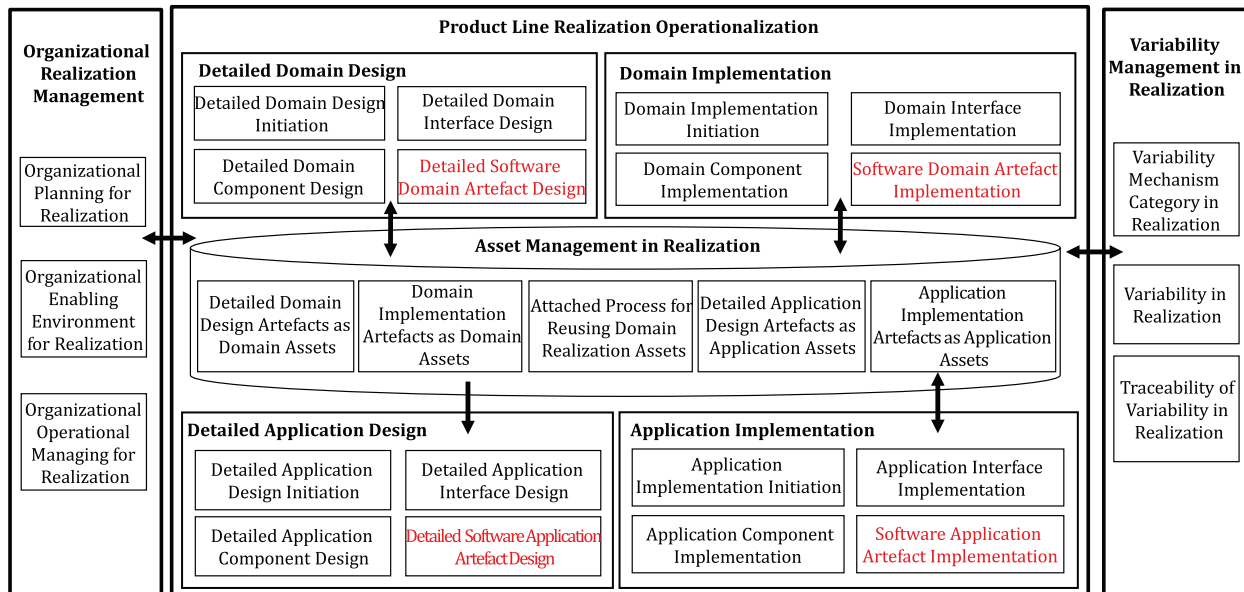 Organizational
Realization
Management
Organizational
Planning for
Realization
Organizational
Enabling
Environment
for Realization
Organizational
Operational
Managing for
Realization
Product Line Realization Operationalization
Detailed Domain Design
Detailed Domain Design
Initiation
Detailed Domain
Interface Design
Detailed Domain
Component Design
Detailed Software
Domain Artefact Design
Domain Implementation
Domain Implementation
Initiation
Domain Interface
Implementation
Domain Component
Implementation
Software Domain Artefact
Implementation
Asset Management in Realization
Detailed Domain
Design Artefacts as
Domain Assets
Domain
Implementation
Artefacts as Domain
Assets
Attached Process for
Reusing Domain
Realization Assets
Detailed Application
Design Artefacts as
Application Assets
Application
Implementation
Artefacts as Application
Assets
Detailed Application Design
Detailed Application
Design Initiation
Detailed Application
Interface Design
Detailed Application
Component Design
Detailed Software Application
Artefact Design
Application Implementation
Application
Implementation Initiation
Application Interface
Implementation
Application Component
Implementation
Software Application
Artefact Implementation
Variability
Management in
Realization
Variability
Mechanism
Category in
Realization
Variability in
Realization
Traceability of
Variability in
Realization